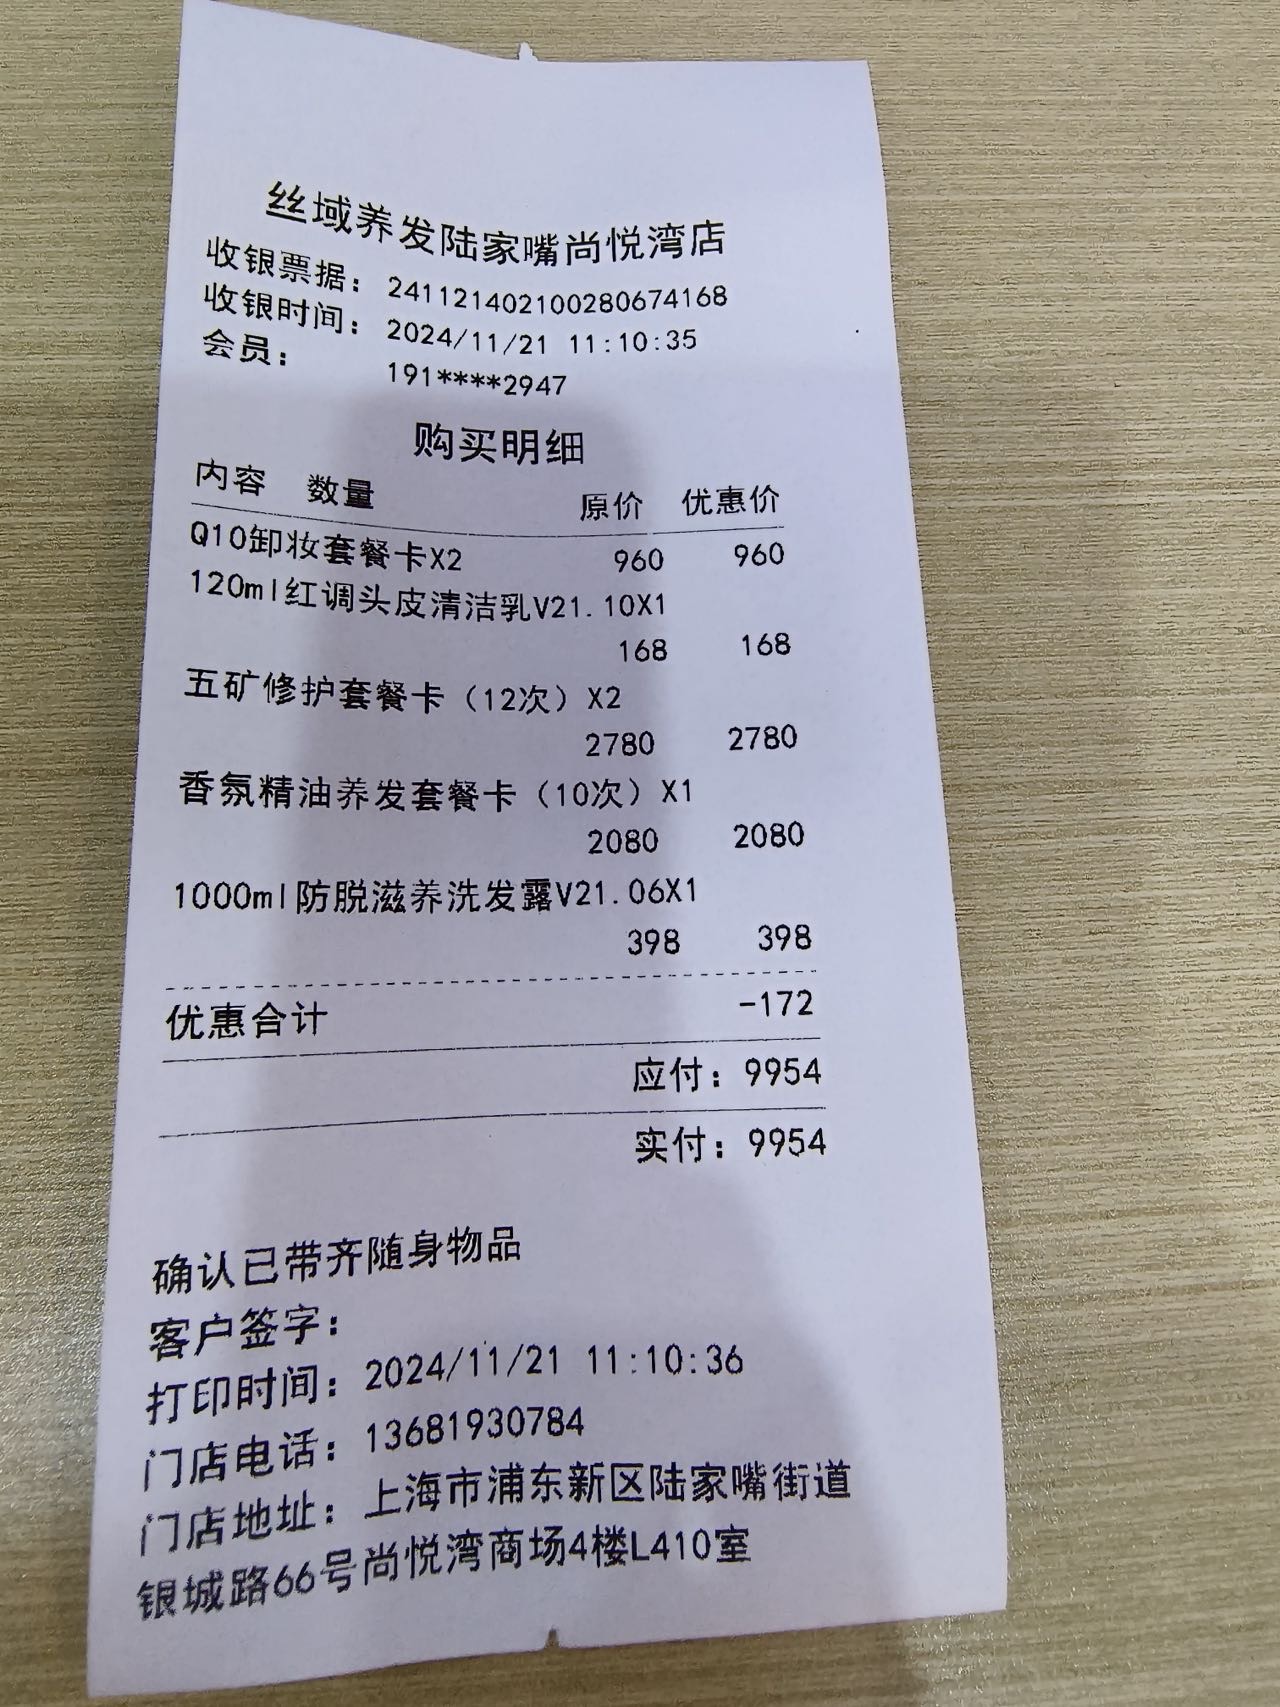 丝域养发陆家嘴尚悦湾店
收银票据： 241121402100280674168
收银时间： 2024/11/21 11:10:35
会员： 191****2947
购买明细
内容 数量 原价 优惠价
Q10卸妆套餐卡X2 960 960
120ml红调头皮清洁乳V21.10X1
168 168
五矿修护套餐卡（12次）X2
2780 2780
香氛精油养发套餐卡（10次）X1
2080 2080
1000ml防脱滋养洗发露V21.06X1
398 398
优惠合计 -172
应付：9954
实付：9954
确认已带齐随身物品
客户签字：
打印时间：2024/11/21 11:10:36
门店电话：13681930784
门店地址：上海市浦东新区陆家嘴街道
银城路66号尚悦湾商场4楼L410室